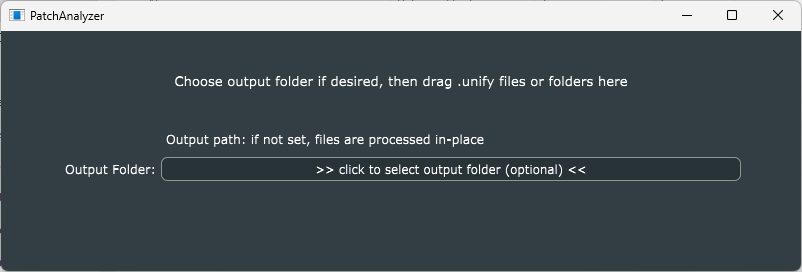 PatchAnalyzer
Choose output folder if desired, then drag .unify files or folders here
Output path: if not set, files are processed in-place
Output Folder: >> click to select output folder (optional) <<